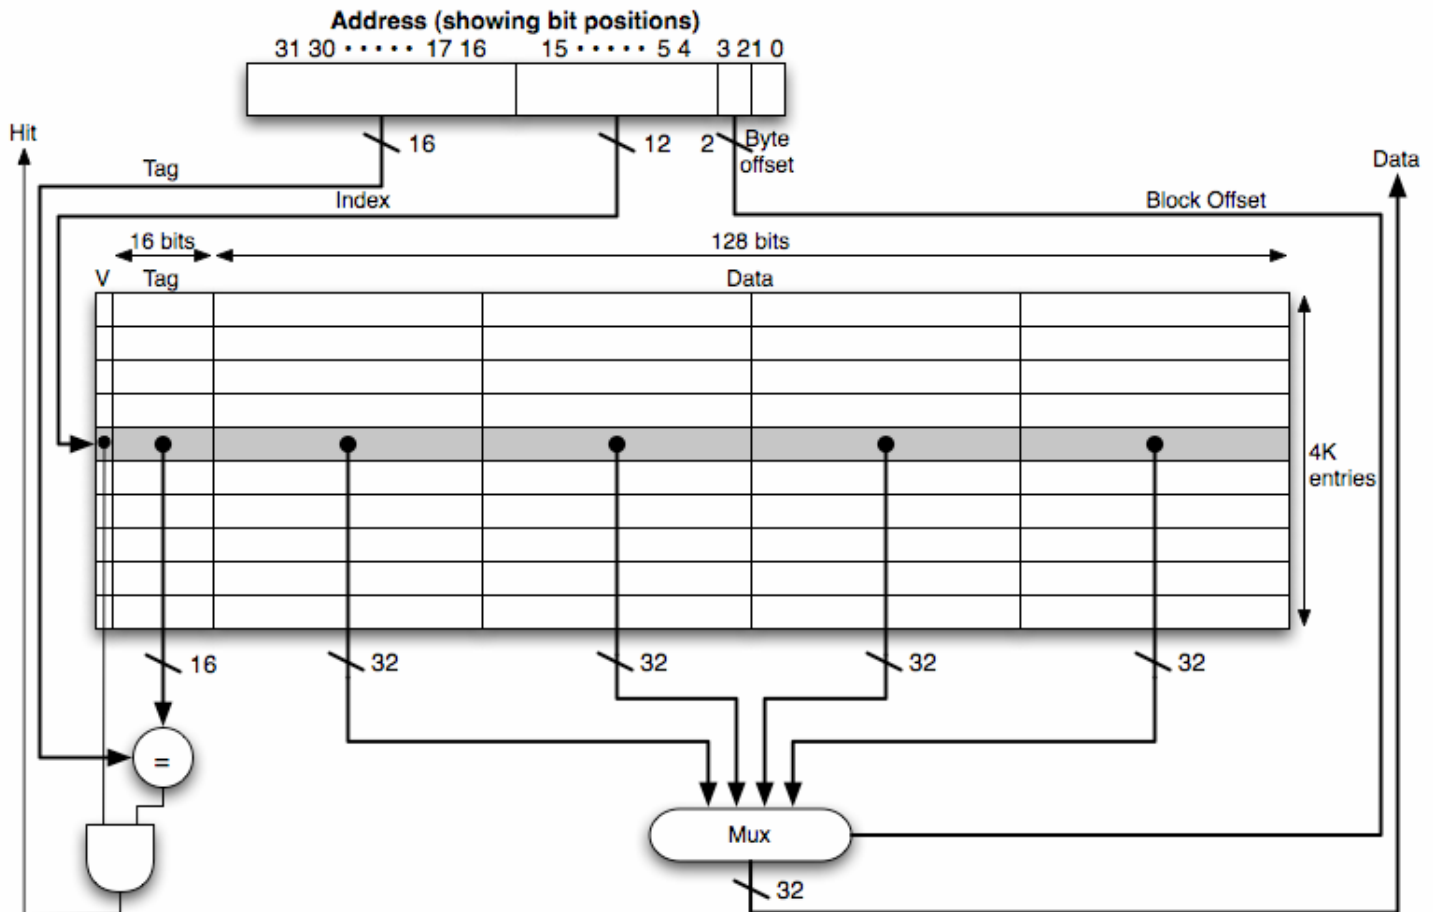 Address (showing bit positions)
31 30 · · · · · 17 16 15 · · · · · 5 4 3 2 1 0
Hit
16 12 2 Byte offset
Data
Tag
Index
Block Offset
16 bits
128 bits
V Tag Data
4K
entries
16 32 32 32 32
=
Mux
32